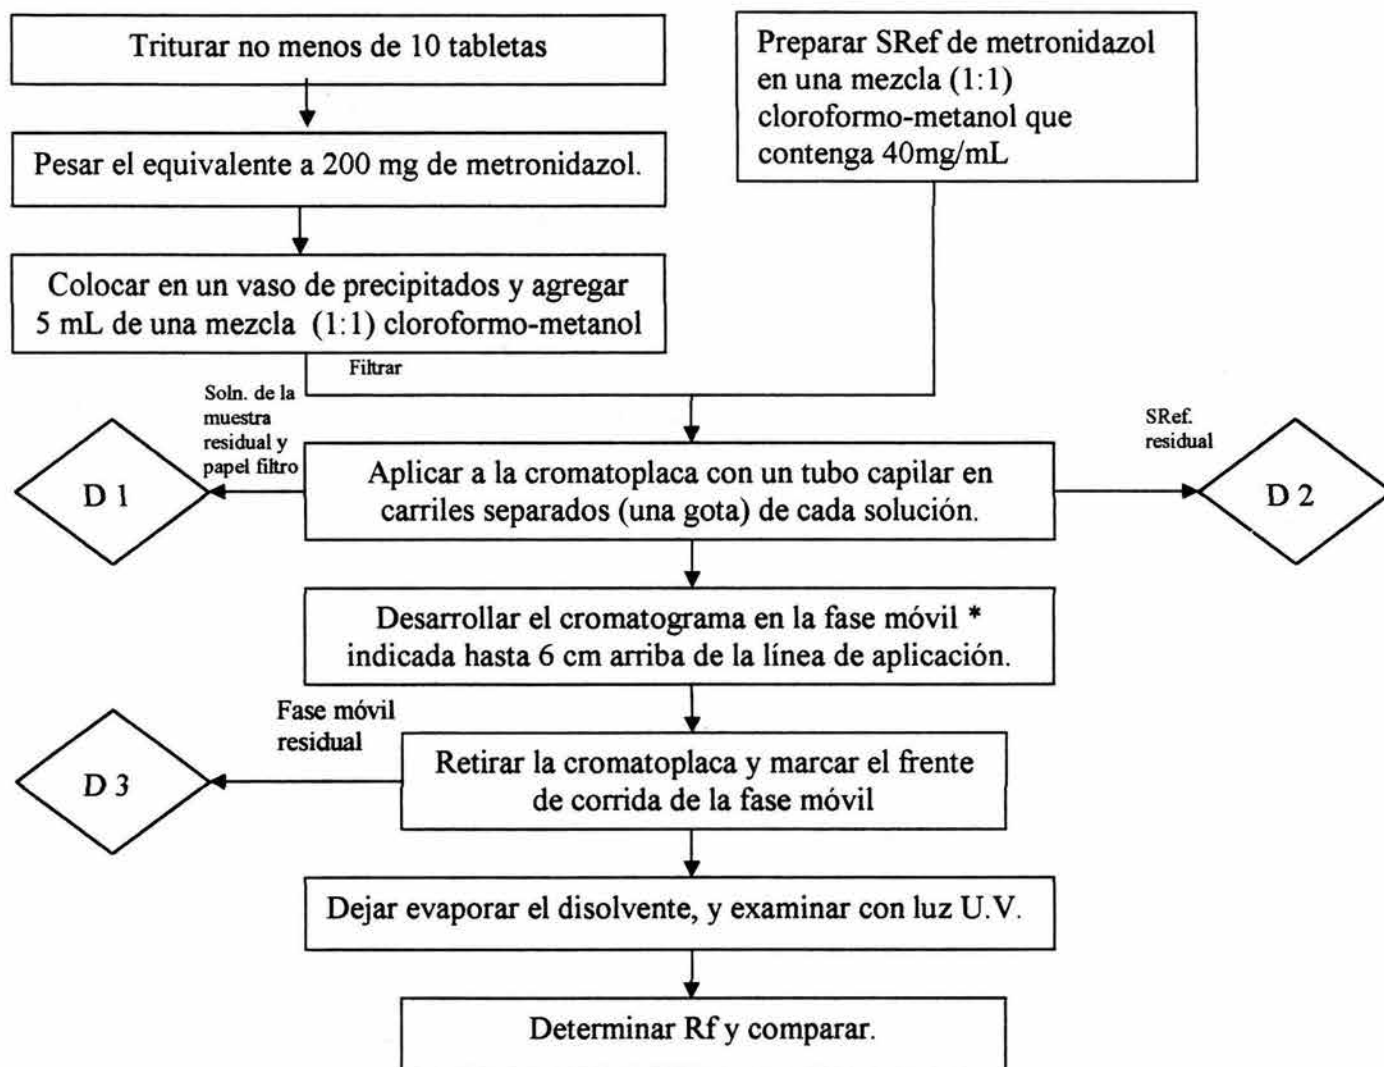 Triturar no menos de 10 tabletas
Preparar SRef de metronidazol
en una mezcla (1:1)
cloroformo-metanol que
contenga 40mg/mL
Pesar el equivalente a 200 mg de metronidazol.
Colocar en un vaso de precipitados y agregar
5 mL de una mezcla (1:1) cloroformo-metanol
Filtrar
Soln. de la
muestra
residual y
papel filtro
SRef.
residual
D 1
Aplicar a la cromatoplaca con un tubo capilar en
carriles separados (una gota) de cada solución.
D 2
Desarrollar el cromatograma en la fase móvil *
indicada hasta 6 cm arriba de la línea de aplicación.
Fase móvil
residual
D 3
Retirar la cromatoplaca y marcar el frente
de corrida de la fase móvil
Dejar evaporar el disolvente, y examinar con luz U.V.
Determinar Rf y comparar.